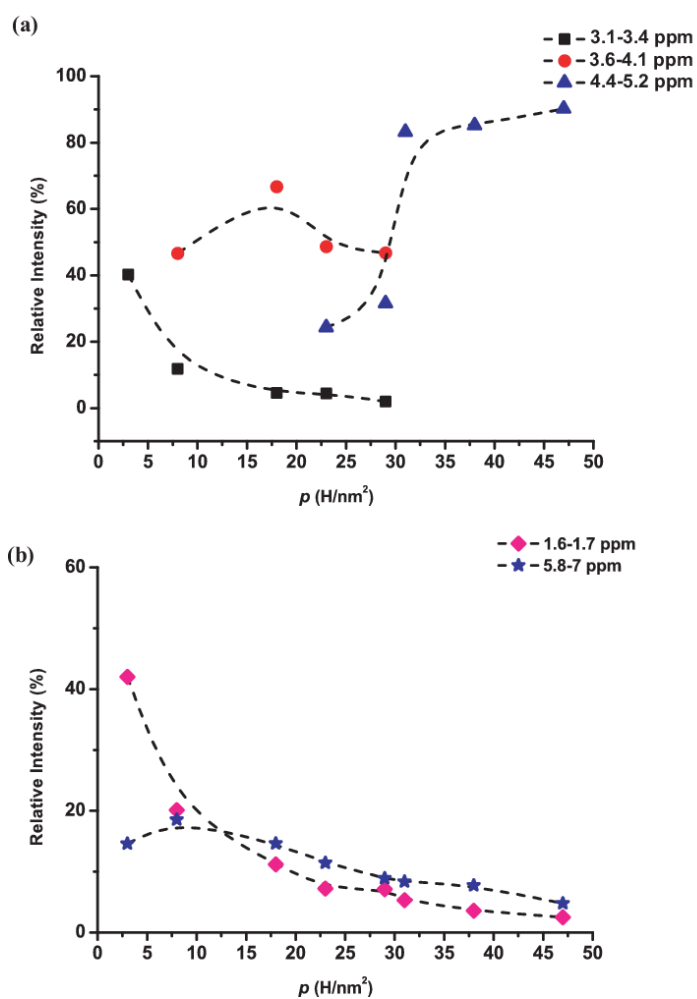 (a)
3.1-3.4 ppm
3.6-4.1 ppm
4.4-5.2 ppm
100
80
60
40
20
0
Relative Intensity (%)
0 5 10 15 20 25 30 35 40 45 50
p (H/nm²)
(b)
1.6-1.7 ppm
5.8-7 ppm
60
40
20
0
Relative Intensity (%)
0 5 10 15 20 25 30 35 40 45 50
p (H/nm²)